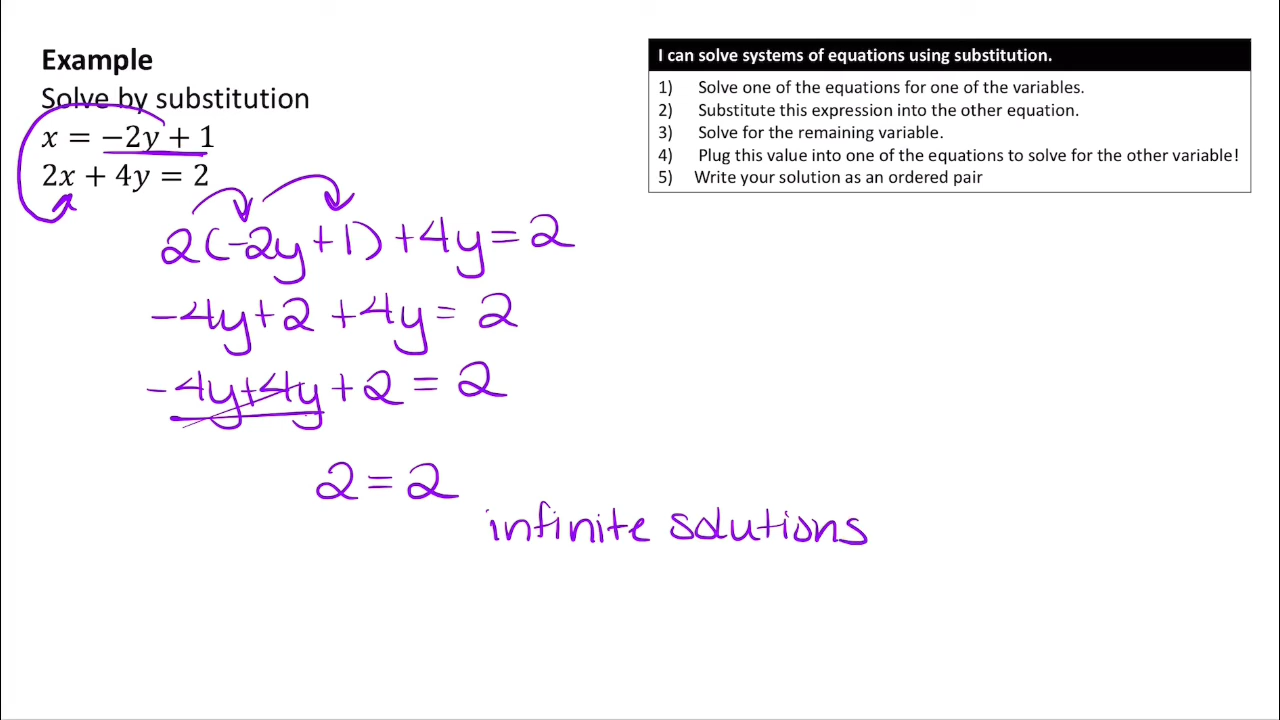 Example
Solve by substitution
x = −2y + 1
2x + 4y = 2
2(-2y+1) +4y=2
-4y+2 +4y= 2
-4y+4y+2 = 2
2=2
infinite solutions
I can solve systems of equations using substitution.
1) Solve one of the equations for one of the variables.
2) Substitute this expression into the other equation.
3) Solve for the remaining variable.
4) Plug this value into one of the equations to solve for the other variable!
5) Write your solution as an ordered pair